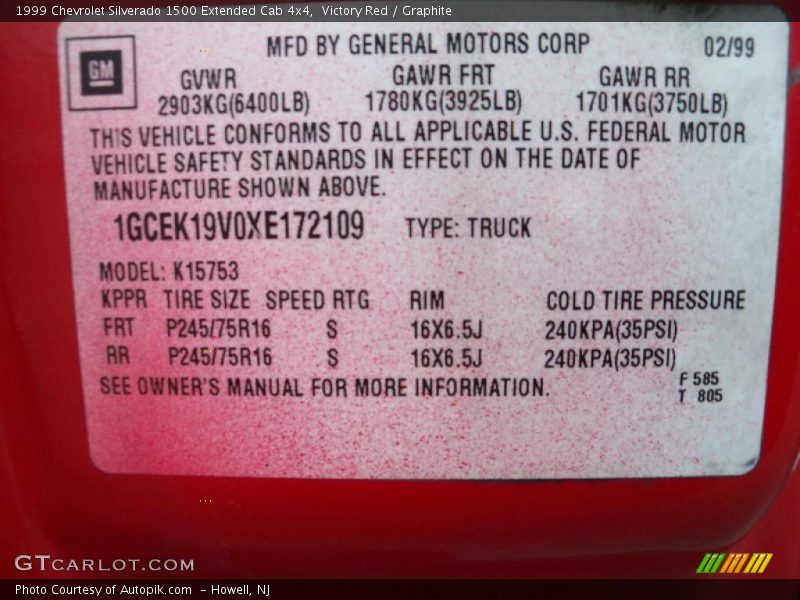 1999 Chevrolet Silverado 1500 Extended Cab 4x4, Victory Red / Graphite
GM
MFD BY GENERAL MOTORS CORP 02/99
GVWR GAWR FRT GAWR RR
2903KG(6400LB) 1780KG(3925LB) 1701KG(3750LB)
THIS VEHICLE CONFORMS TO ALL APPLICABLE U.S. FEDERAL MOTOR
VEHICLE SAFETY STANDARDS IN EFFECT ON THE DATE OF
MANUFACTURE SHOWN ABOVE.
1GCEK19V0XE172109 TYPE: TRUCK
MODEL: K15753
KPPR TIRE SIZE SPEED RTG RIM COLD TIRE PRESSURE
FRT P245/75R16 S 16X6.5J 240KPA(35PSI)
RR P245/75R16 S 16X6.5J 240KPA(35PSI)
SEE OWNER'S MANUAL FOR MORE INFORMATION.
F 585
T 805
GTCARLOT.COM
Photo Courtesy of Autopik.com - Howell, NJ